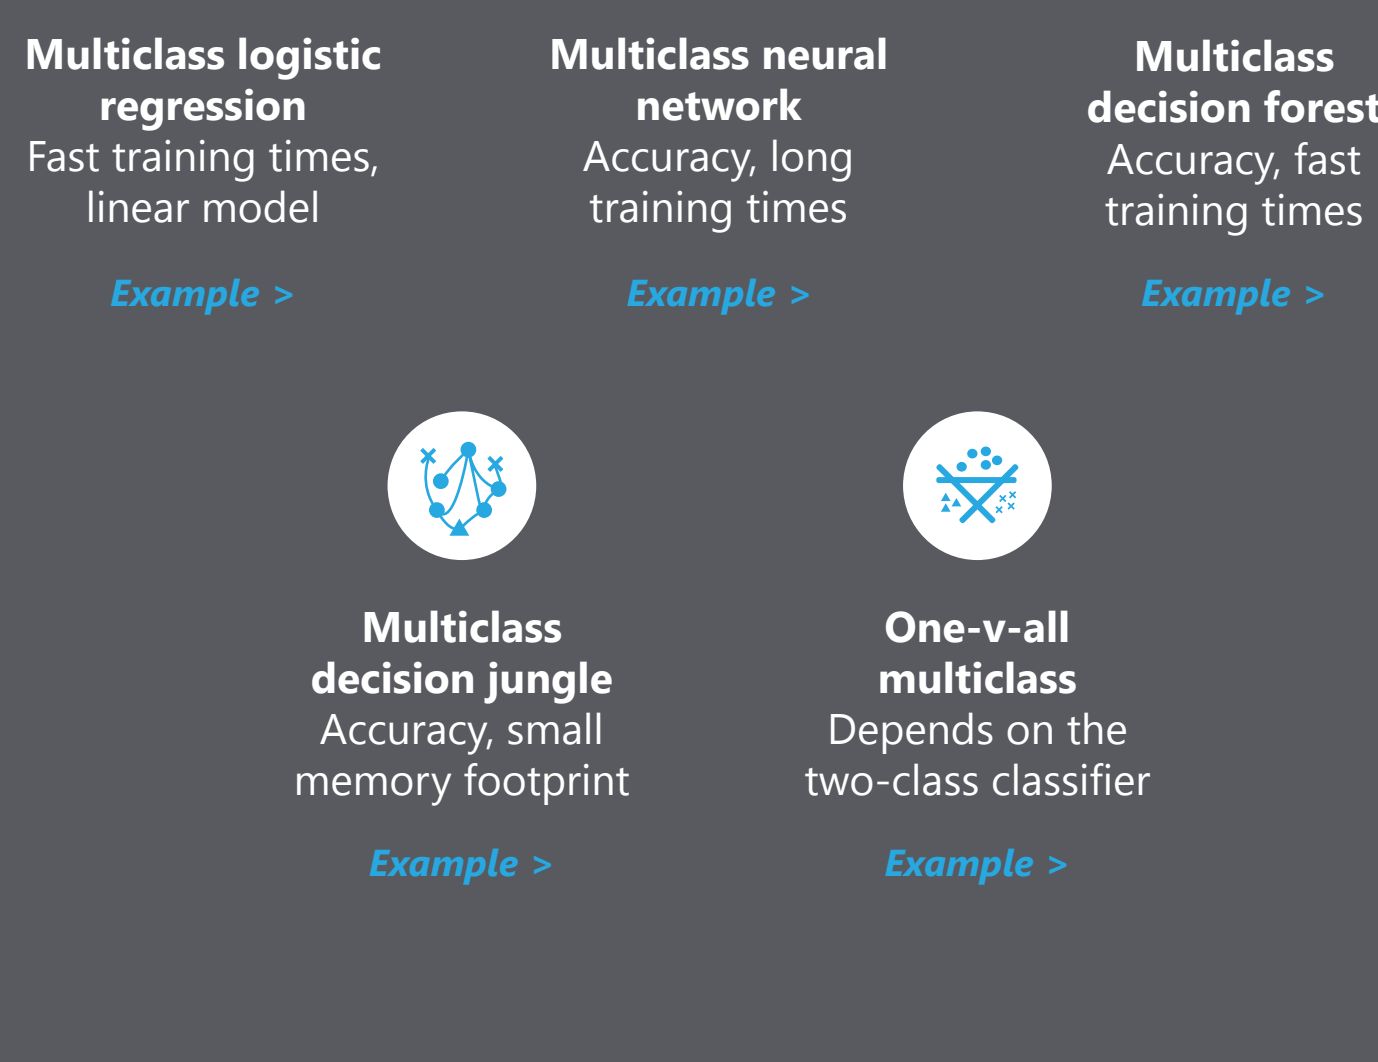 Multiclass logistic
regression
Fast training times,
linear model
Example >
Multiclass neural
network
Accuracy, long
training times
Example >
Multiclass
decision forest
Accuracy, fast
training times
Example >
Multiclass
decision jungle
Accuracy, small
memory footprint
Example >
One-v-all
multiclass
Depends on the
two-class classifier
Example >